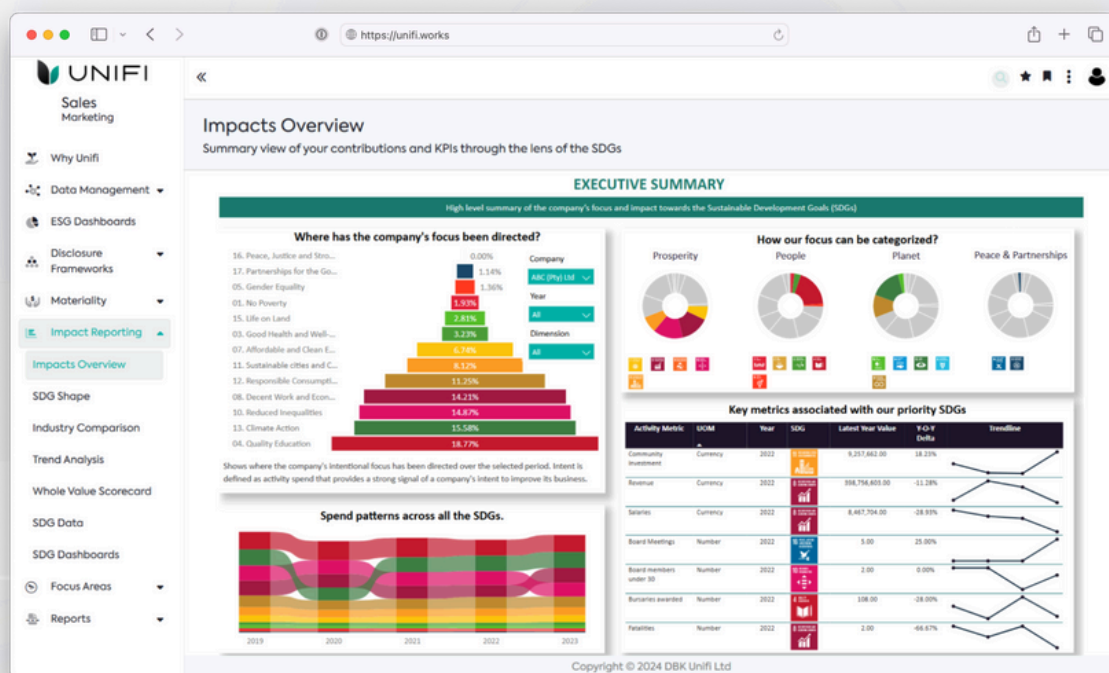 https://unifi.works
UNIFI
Sales
Marketing
Why Unifi
Data Management
ESG Dashboards
Disclosure
Frameworks
Materiality
Impact Reporting
Impacts Overview
SDG Shape
Industry Comparison
Trend Analysis
Whole Value Scorecard
SDG Data
SDG Dashboards
Focus Areas
Reports
Impacts Overview
Summary view of your contributions and KPIs through the lens of the SDGs
EXECUTIVE SUMMARY
High level summary of the company's focus and impact towards the Sustainable Development Goals (SDGs)
Where has the company's focus been directed?
16. Peace, Justice and Stro... 0.00%
17. Partnerships for the Go... 1.14%
05. Gender Equality 1.36%
01. No Poverty 1.93%
15. Life on Land 2.81%
03. Good Health and Well-... 3.23%
07. Affordable and Clean E... 6.74%
11. Sustainable cities and C... 8.12%
12. Responsible Consumpti... 11.25%
08. Decent Work and Econ... 14.21%
10. Reduced Inequalities 14.87%
13. Climate Action 15.58%
04. Quality Education 18.77%
Company
ABC (Pty) Ltd
Year
All
Dimension
All
Shows where the company's intentional focus has been directed over the selected period. Intent is
defined as activity spend that provides a strong signal of a company's intent to improve its business.
Spend patterns across all the SDGs.
2019 2020 2021 2022 2023
How our focus can be categorized?
Prosperity People Planet Peace & Partnerships
Key metrics associated with our priority SDGs
Activity Metric UOM Year SDG Latest Year Value Y-O-Y Trendline
Delta
Community Currency 2022 9,257,662.00 18.23%
Investment
Revenue Currency 2022 398,756,603.00 -11.28%
Salaries Currency 2022 8,467,704.00 -28.93%
Board Meetings Number 2022 5.00 25.00%
Board members Number 2022 2.00 0.00%
under 30
Bursaries awarded Number 2022 108.00 -28.00%
Fatalities Number 2022 2.00 -66.67%
Copyright © 2024 DBK Unifi Ltd